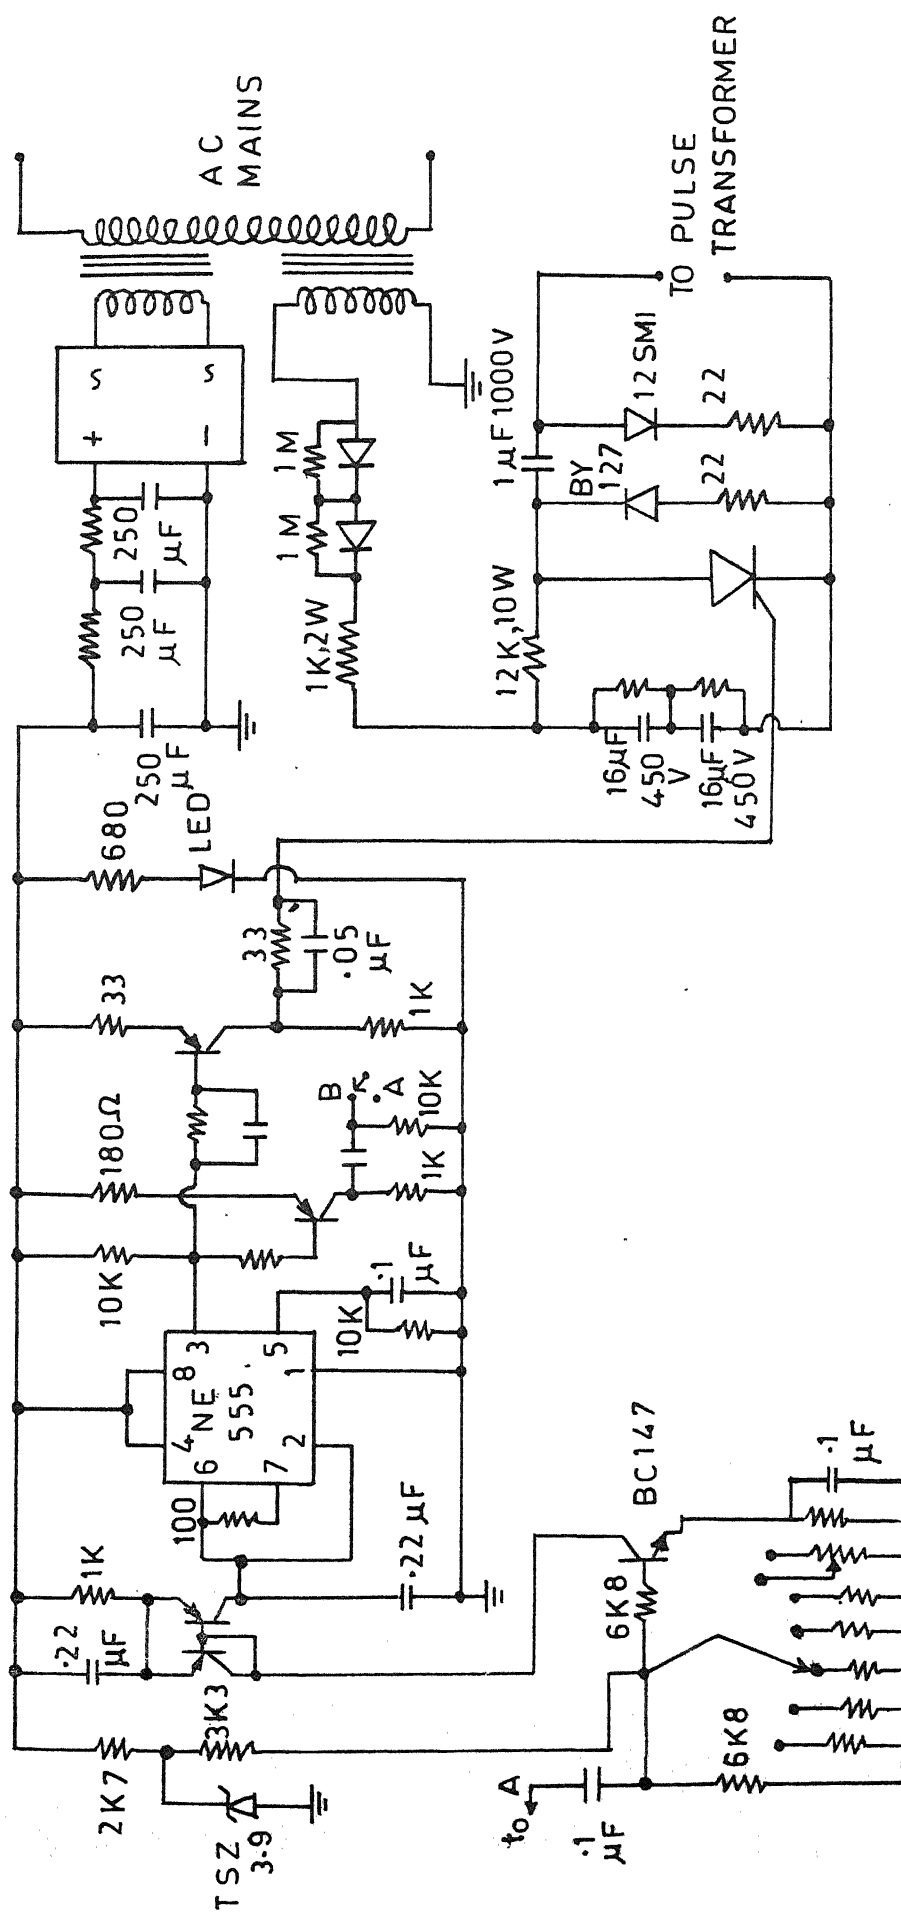 2K7
TSZ
3·9
3K3
·22
μF
1K
100
·22 μF
4
8
6
NE
3
555
7
5
2
1
10K
180Ω
33
680
LED
10K
·1
μF
1K
10K
B
A
1K
33
·05
μF
250
μF
250
μF
250
μF
+
−
S
S
AC
MAINS
1K,2W
1M
1M
12K,10W
1μF 1000V
BY
127
12SM1
22
22
16μF
450
V
16μF
450V
TO PULSE
TRANSFORMER
to A
·1
μF
6K8
6K8
BC147
·1
μF